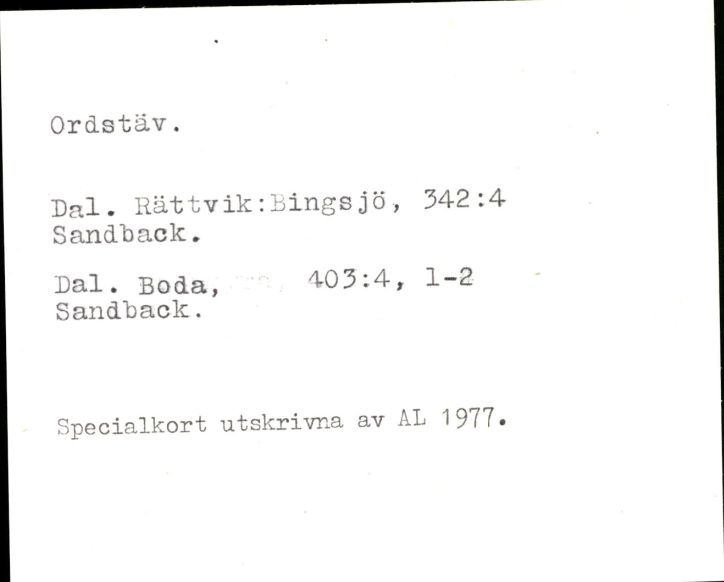 Ordstäv.
Dal. Rättvik:Bingsjö, 342:4
Sandback.
Dal. Boda, 403:4, 1-2
Sandback.
Specialkort utskrivna av AL 1977.